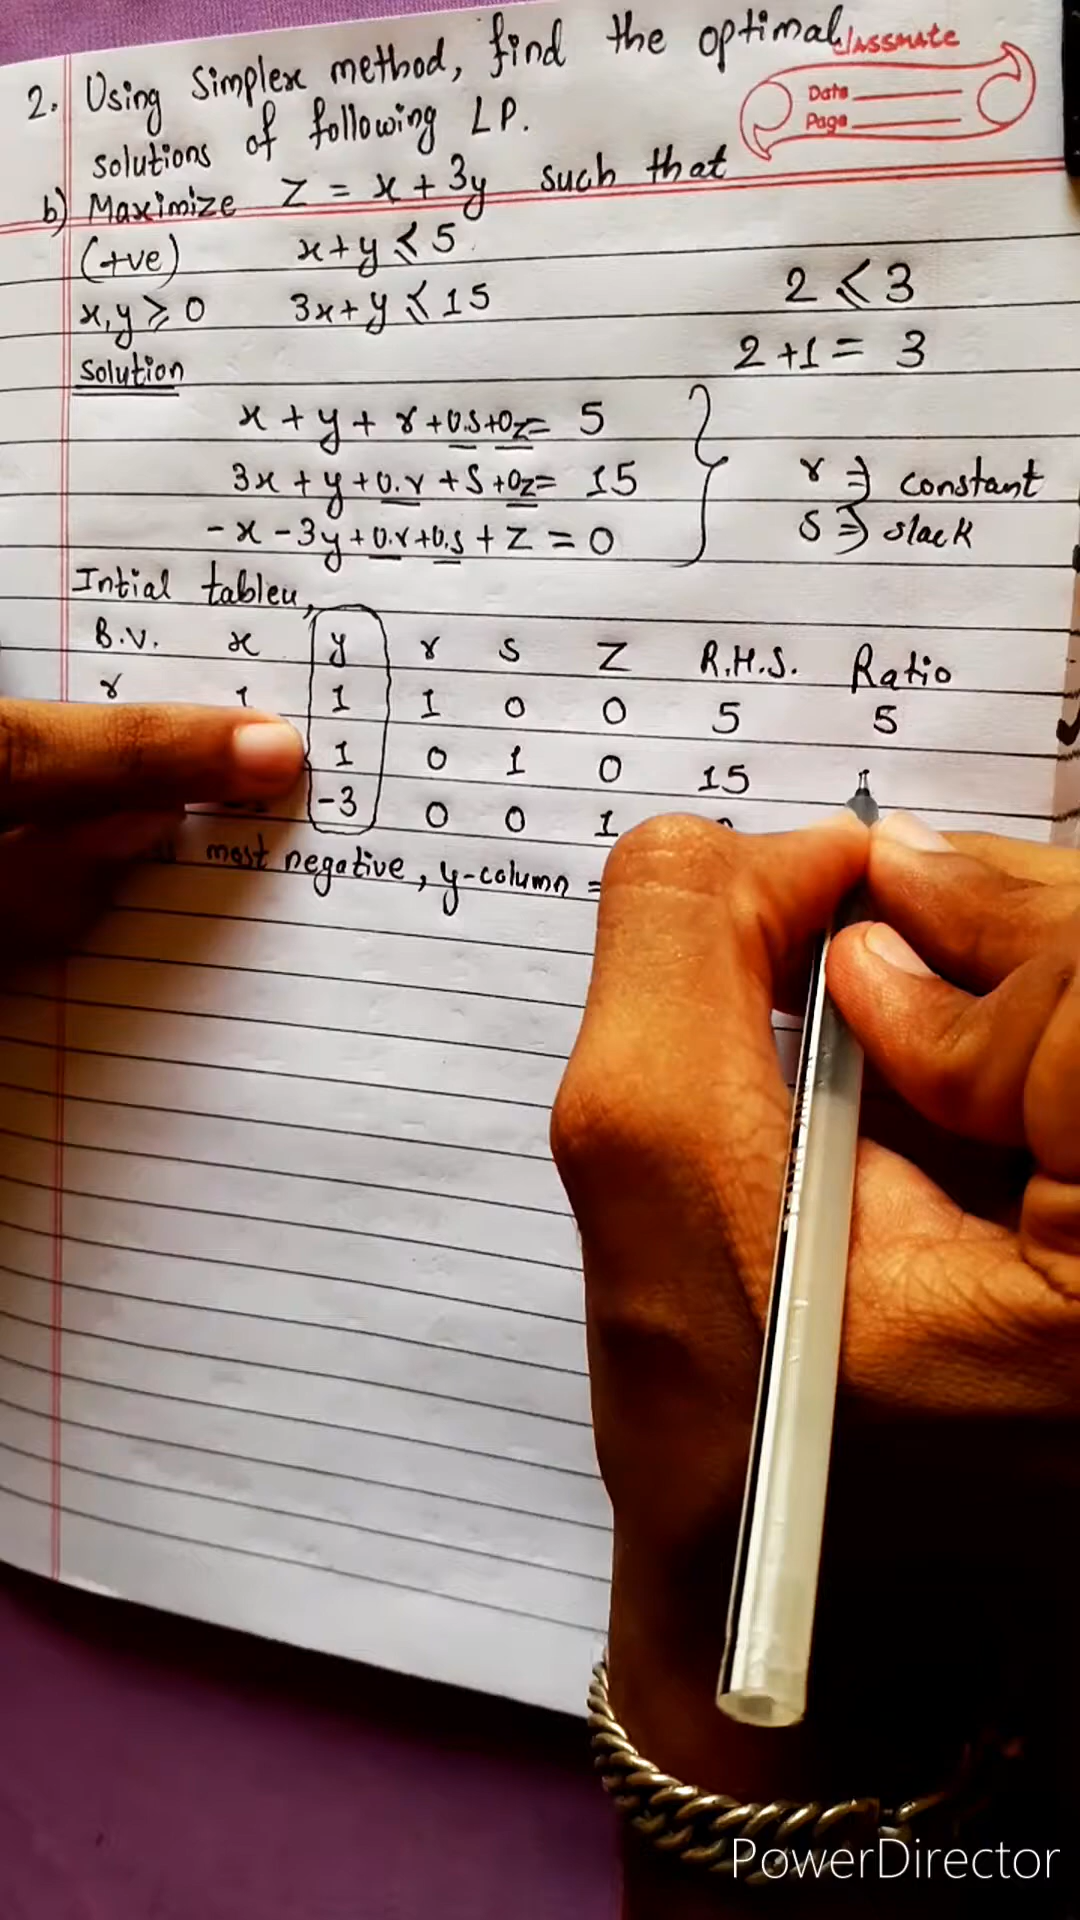 2. Using Simplex method, find the optimal
classmate
Date
Page
solutions of following LP.
b) Maximize Z = x + 3y such that
(+ve) x+y ≤ 5
x,y ≥ 0 3x+y ≤ 15 2 ≤ 3
Solution 2 +1 = 3
x + y + r + 0.s + 0z = 5
3x + y + 0.r + s + 0z = 15 r ⇒ constant
-x - 3y + 0.r + 0.s + Z = 0 s ⇒ slack
Intial tableu,
B.V. x y r s Z R.H.S. Ratio
r 1 1 1 0 0 5 5
1 0 1 0 15 1
-3 0 0 1
most negative, y-column =
PowerDirector